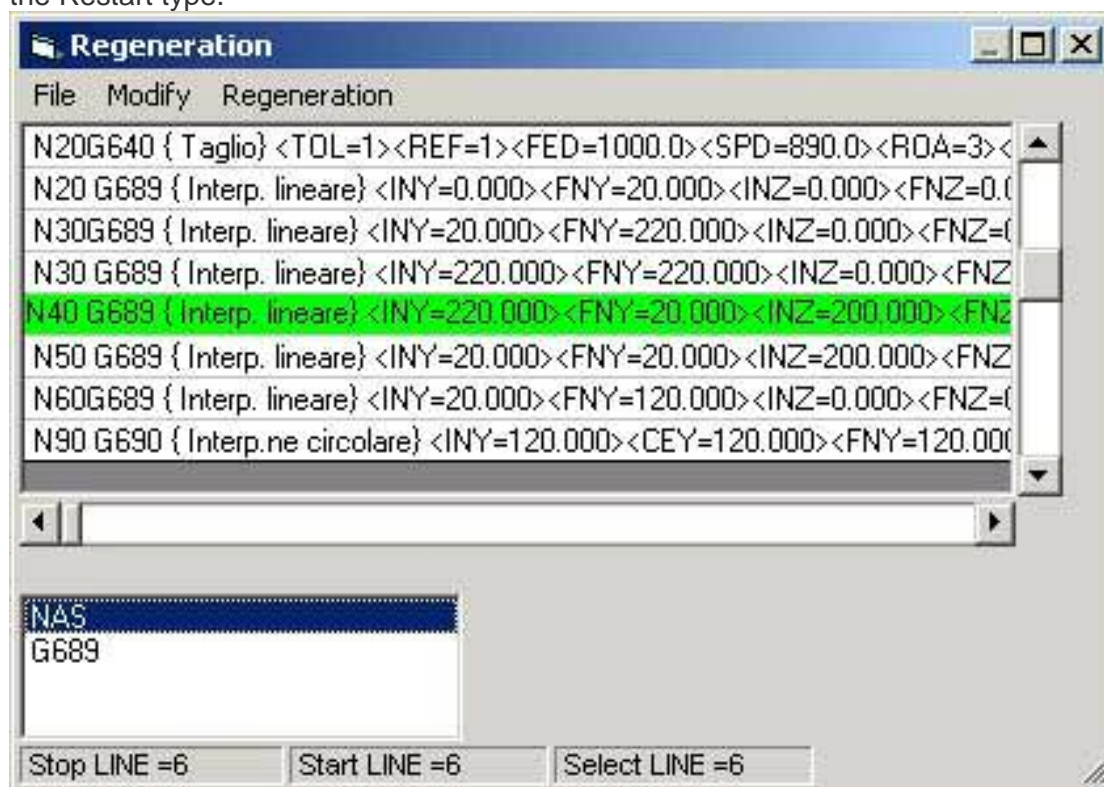 the Restart type.
Regeneration
File Modify Regeneration
N20G640 { Taglio} <TOL=1><REF=1><FED=1000.0><SPD=890.0><ROA=3><
N20 G689 { Interp. lineare} <INY=0.000><FNY=20.000><INZ=0.000><FNZ=0.(
N30G689 { Interp. lineare} <INY=20.000><FNY=220.000><INZ=0.000><FNZ=(
N30 G689 { Interp. lineare} <INY=220.000><FNY=220.000><INZ=0.000><FNZ
N40 G689 { Interp. lineare} <INY=220.000><FNY=20.000><INZ=200.000><FNZ
N50 G689 { Interp. lineare} <INY=20.000><FNY=20.000><INZ=200.000><FNZ
N60G689 { Interp. lineare} <INY=20.000><FNY=120.000><INZ=0.000><FNZ=(
N90 G690 { Interp.ne circolare} <INY=120.000><CEY=120.000><FNY=120.00(
NAS
G689
Stop LINE =6 Start LINE =6 Select LINE =6